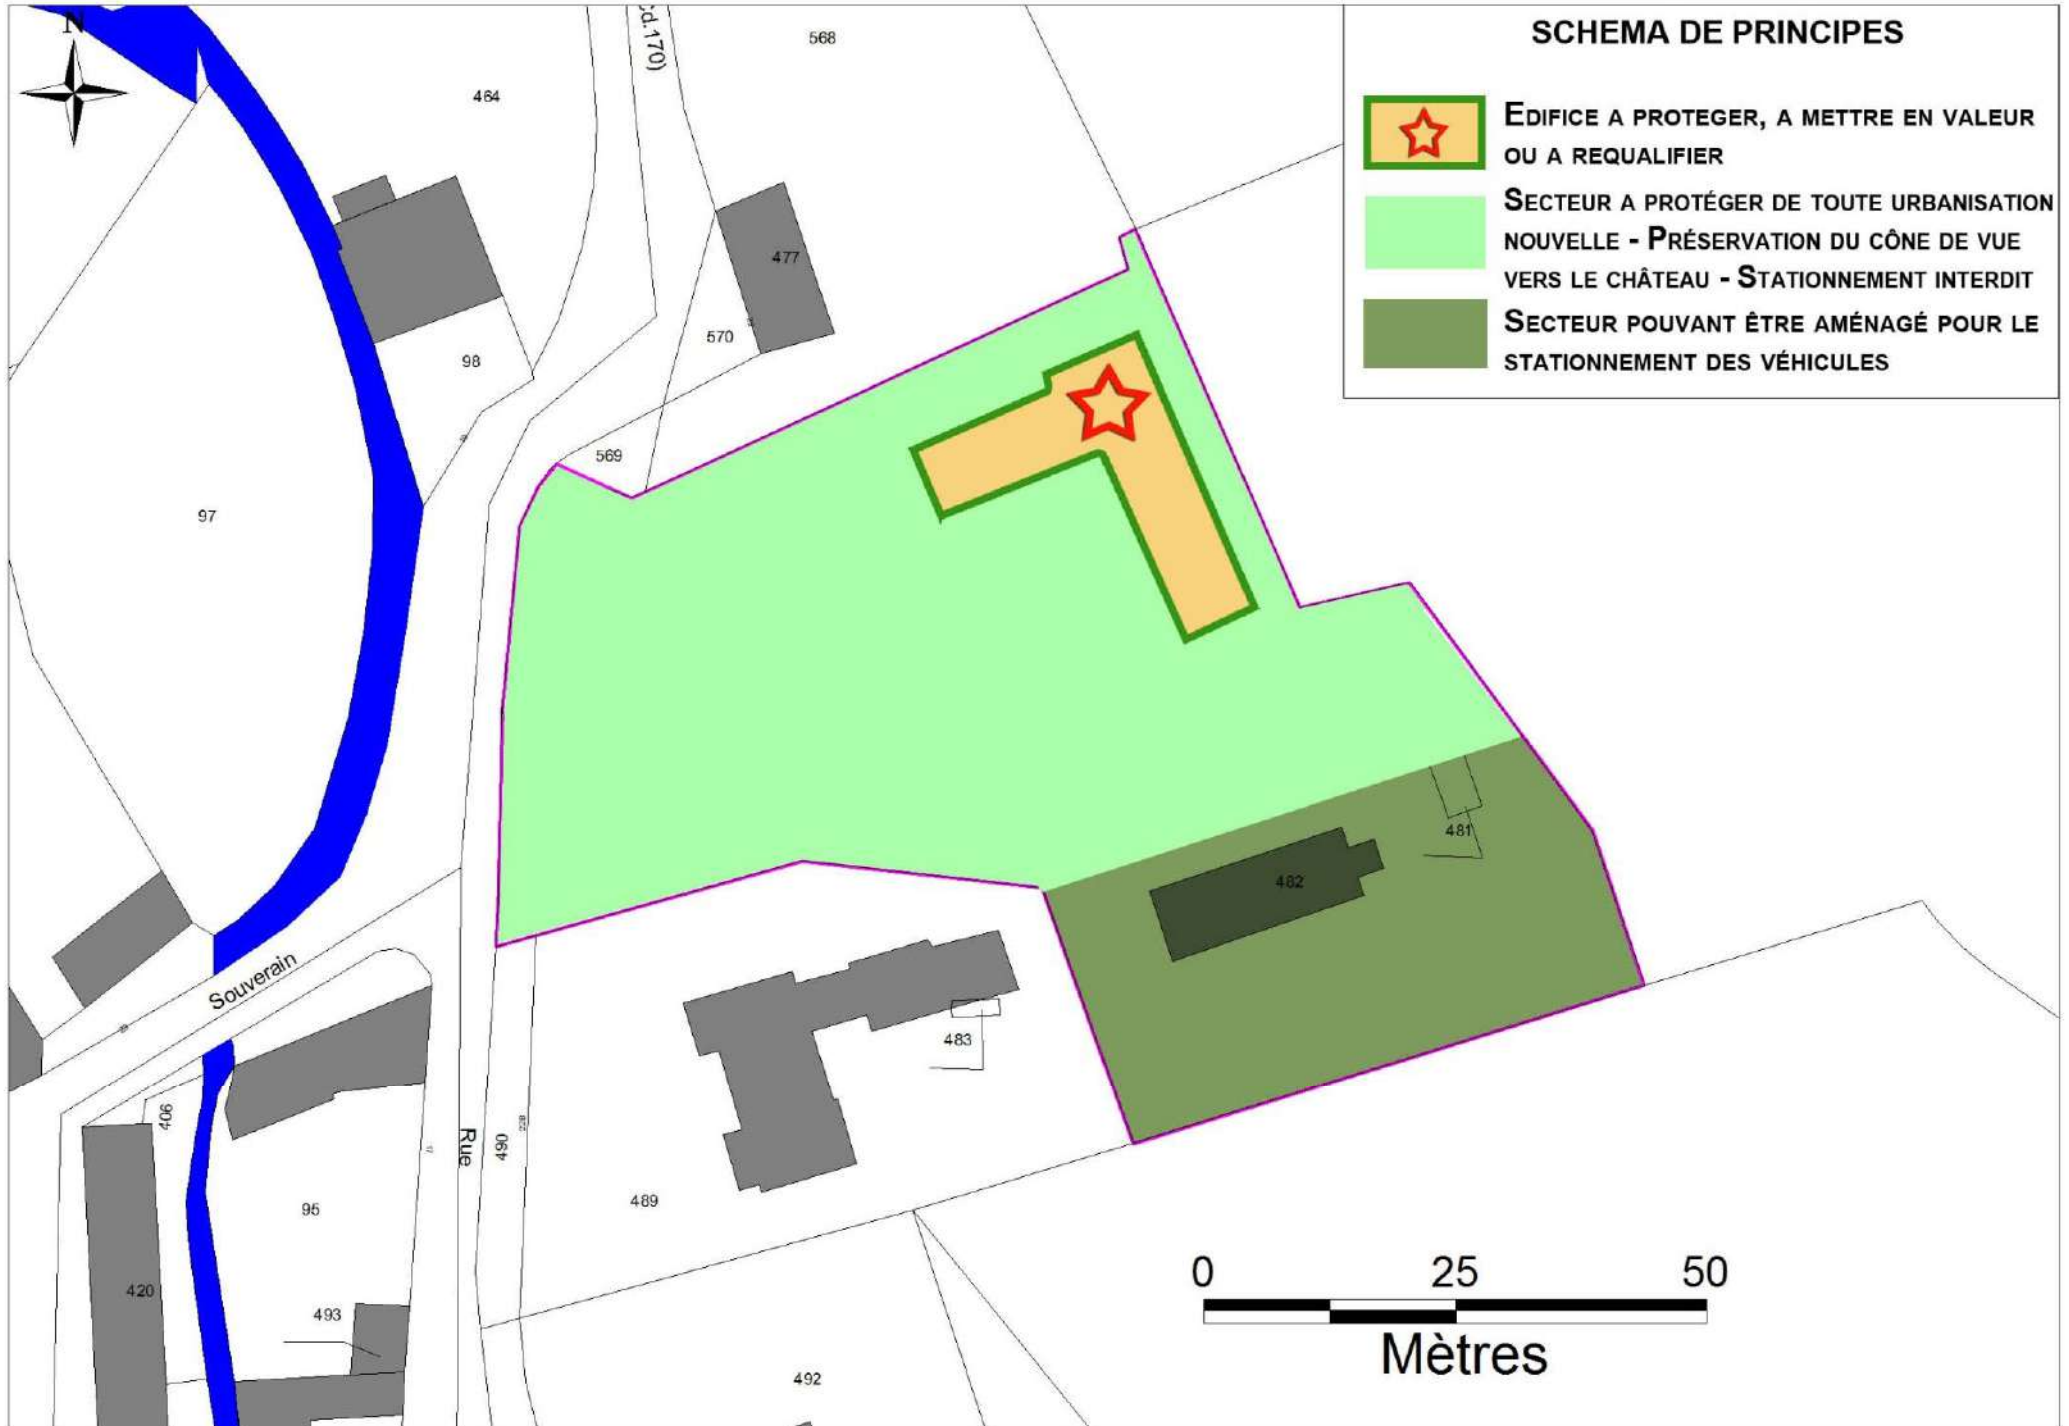 N
cd.170)
568
464
SCHEMA DE PRINCIPES
EDIFICE A PROTEGER, A METTRE EN VALEUR
OU A REQUALIFIER
SECTEUR A PROTÉGER DE TOUTE URBANISATION
NOUVELLE - PRÉSERVATION DU CÔNE DE VUE
VERS LE CHÂTEAU - STATIONNEMENT INTERDIT
SECTEUR POUVANT ÊTRE AMÉNAGÉ POUR LE
STATIONNEMENT DES VÉHICULES
477
570
98
569
97
481
482
Souverain
483
406
Rue
490
228
95
489
420
493
492
0 25 50
Mètres